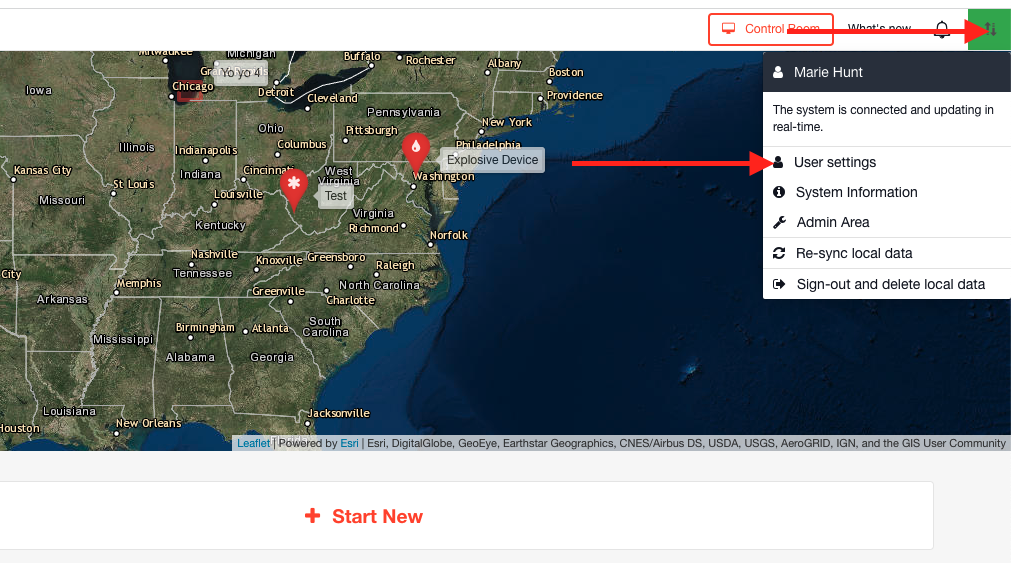 Control Room
What's new
Marie Hunt
The system is connected and updating in
real-time.
User settings
System Information
Admin Area
Re-sync local data
Sign-out and delete local data
Milwaukee
Michigan
Buffalo
Rochester
Albany
Yo yo 4
Boston
Iowa
Chicago
Detroit
Cleveland
Providence
Pennsylvania
New York
Ohio
Pittsburgh
Illinois
Indianapolis
Columbus
Philadelphia
Explosive Device
Kansas City
Indiana
Cincinnati
West
Virginia
Washington
St Louis
Louisville
Test
Missouri
Virginia
Kentucky
Richmond
Norfolk
Nashville
Knoxville
Greensboro
City
Tennessee
Raleigh
Memphis
Greenville
North Carolina
Arkansas
Charlotte
Birmingham
Atlanta
South
Carolina
Mississippi
Alabama
Georgia
Louisiana
Jacksonville
Houston
New Orleans
Leaflet | Powered by Esri | Esri, DigitalGlobe, GeoEye, Earthstar Geographics, CNES/Airbus DS, USDA, USGS, AeroGRID, IGN, and the GIS User Community
Start New